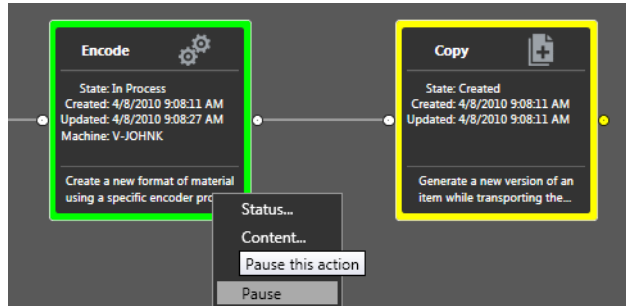 Encode
State: In Process
Created: 4/8/2010 9:08:11 AM
Updated: 4/8/2010 9:08:27 AM
Machine: V-JOHNK
Create a new format of material
using a specific encoder
Copy
State: Created
Created: 4/8/2010 9:08:11 AM
Updated: 4/8/2010 9:08:11 AM
Generate a new version of an
item while transporting the...
Status...
Content...
Pause this action
Pause